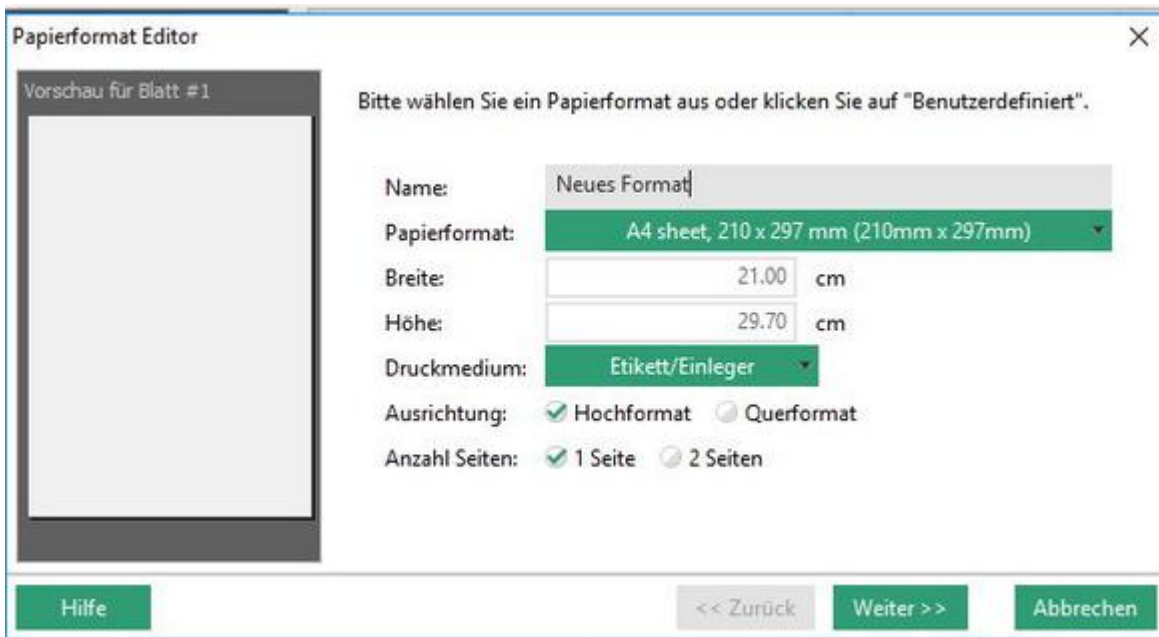 Papierformat Editor
Vorschau für Blatt #1
Bitte wählen Sie ein Papierformat aus oder klicken Sie auf "Benutzerdefiniert".
Name: Neues Format
Papierformat: A4 sheet, 210 x 297 mm (210mm x 297mm)
Breite: 21.00 cm
Höhe: 29.70 cm
Druckmedium: Etikett/Einleger
Ausrichtung: Hochformat Querformat
Anzahl Seiten: 1 Seite 2 Seiten
Hilfe << Zurück Weiter >> Abbrechen